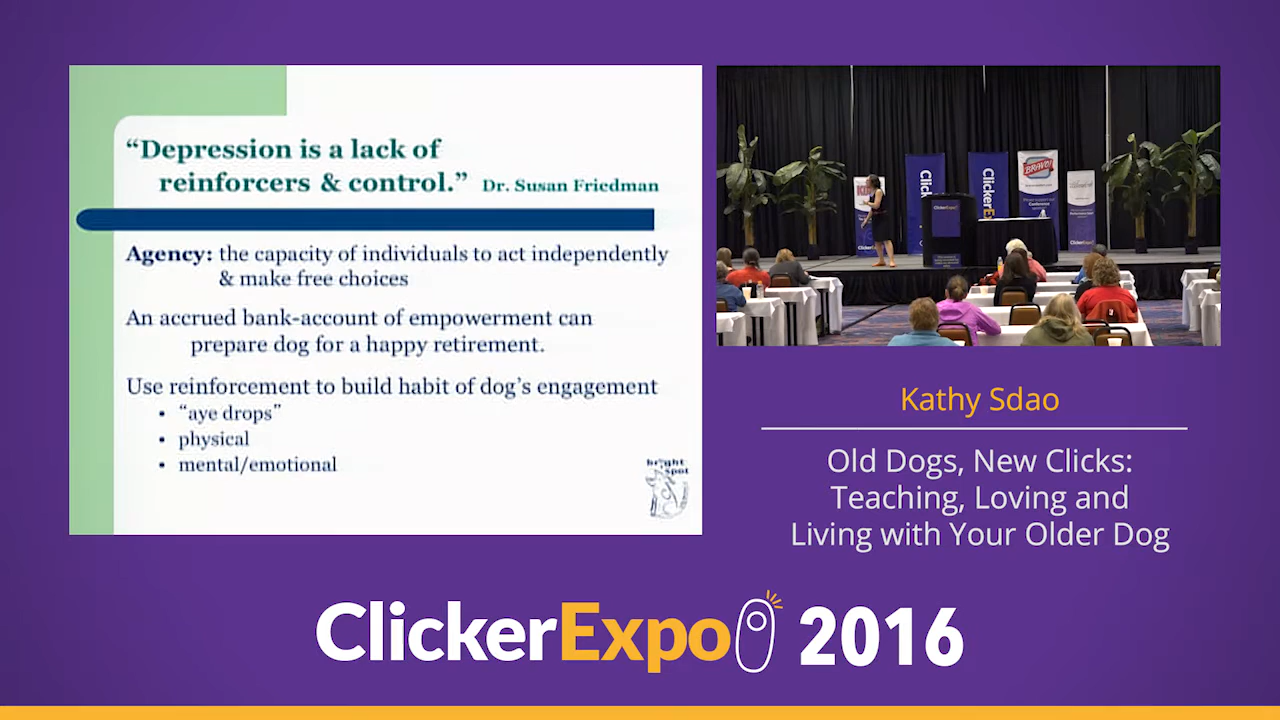 “Depression is a lack of
reinforcers & control.” Dr. Susan Friedman
Agency: the capacity of individuals to act independently
& make free choices
An accrued bank-account of empowerment can
prepare dog for a happy retirement.
Use reinforcement to build habit of dog's engagement
• “aye drops”
• physical
• mental/emotional
bright
spot
ClickerEx
ClickerE
BRAVO!
Kathy Sdao
Old Dogs, New Clicks:
Teaching, Loving and
Living with Your Older Dog
ClickerExpo 2016